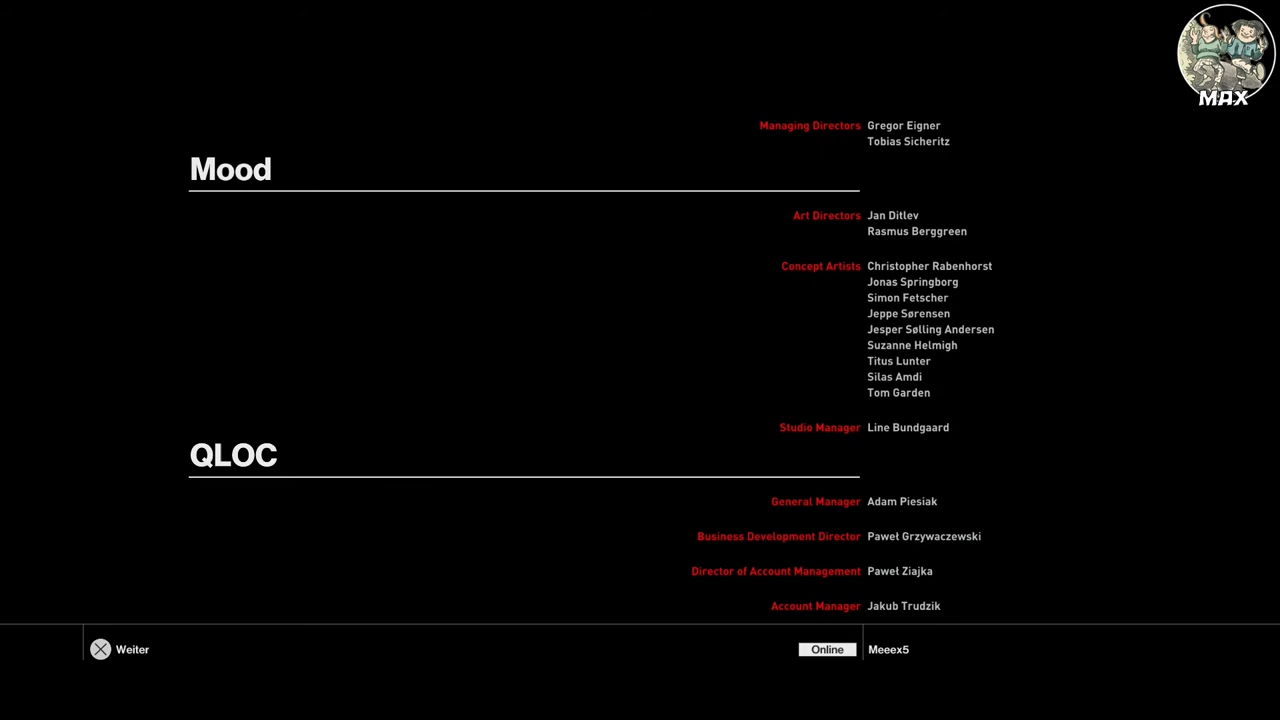 MAX
Managing Directors Gregor Eigner
Tobias Sicheritz
Mood
Art Directors Jan Ditlev
Rasmus Berggreen
Concept Artists Christopher Rabenhorst
Jonas Springborg
Simon Fetscher
Jeppe Sørensen
Jesper Sølling Andersen
Suzanne Helmigh
Titus Lunter
Silas Amdi
Tom Garden
Studio Manager Line Bundgaard
QLOC
General Manager Adam Piesiak
Business Development Director Paweł Grzywaczewski
Director of Account Management Paweł Ziajka
Account Manager Jakub Trudzik
Weiter
Online Meeex5